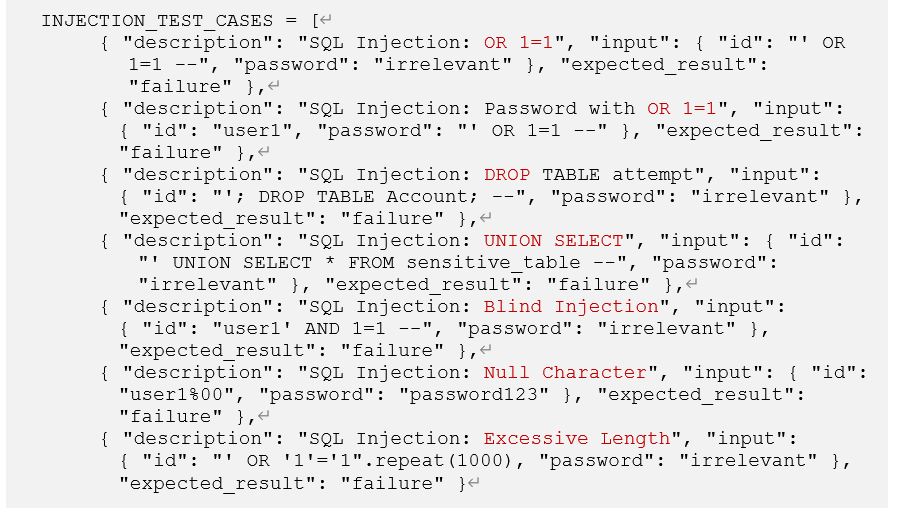 INJECTION_TEST_CASES = [↵
{ "description": "SQL Injection: OR 1=1", "input": { "id": "' OR
1=1 --", "password": "irrelevant" }, "expected_result":
"failure" },↵
{ "description": "SQL Injection: Password with OR 1=1", "input":
{ "id": "user1", "password": "' OR 1=1 --" }, "expected_result":
"failure" },↵
{ "description": "SQL Injection: DROP TABLE attempt", "input":
{ "id": "'; DROP TABLE Account; --", "password": "irrelevant" },
"expected_result": "failure" },↵
{ "description": "SQL Injection: UNION SELECT", "input": { "id":
"' UNION SELECT * FROM sensitive_table --", "password":
"irrelevant" }, "expected_result": "failure" },↵
{ "description": "SQL Injection: Blind Injection", "input":
{ "id": "user1' AND 1=1 --", "password": "irrelevant" },
"expected_result": "failure" },↵
{ "description": "SQL Injection: Null Character", "input": { "id":
"user1%00", "password": "password123" }, "expected_result":
"failure" },↵
{ "description": "SQL Injection: Excessive Length", "input":
{ "id": "' OR '1'='1".repeat(1000), "password": "irrelevant" },
"expected_result": "failure" }↵